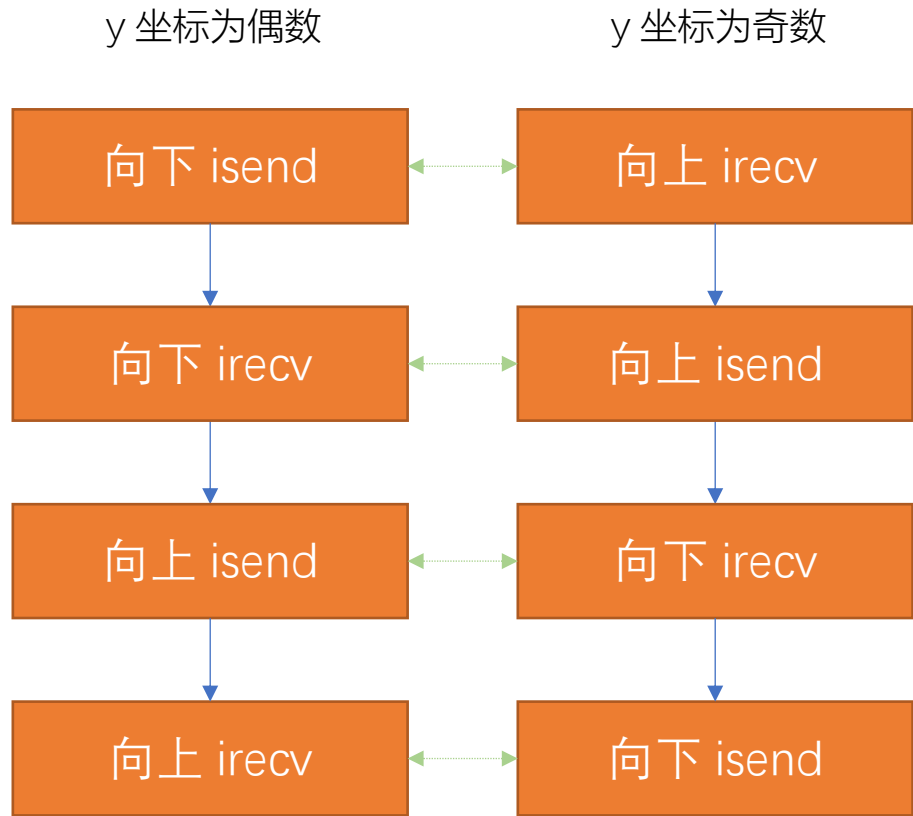 y 坐标为偶数
y 坐标为奇数
向下 isend
向上 irecv
向下 irecv
向上 isend
向上 isend
向下 irecv
向上 irecv
向下 isend